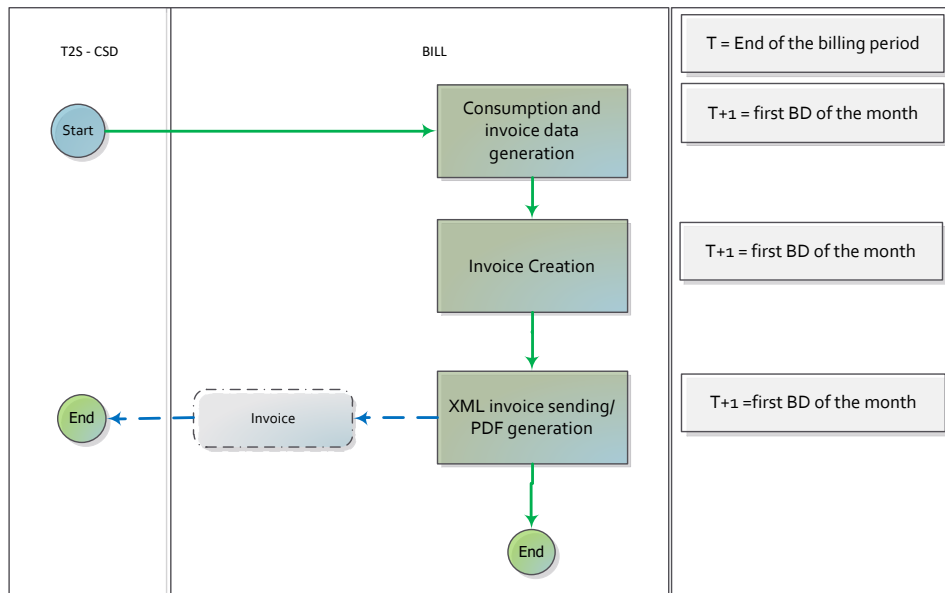 T2S - CSD
BILL
T = End of the billing period
Start
Consumption and
invoice data
generation
T+1 = first BD of the month
Invoice Creation
T+1 = first BD of the month
End
Invoice
XML invoice sending/
PDF generation
T+1 =first BD of the month
End